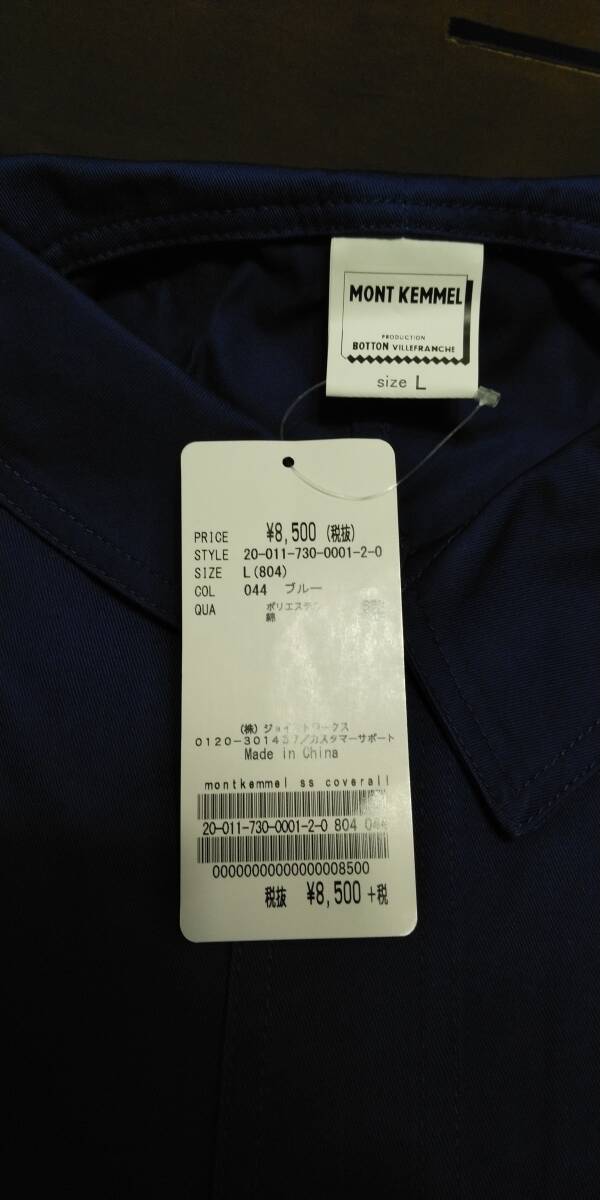 MONT KEMMEL
PRODUCTION
BOTTON VILLEFRANCHE
size L
PRICE ¥8,500 (税抜)
STYLE 20-011-730-0001-2-0
SIZE L(804)
COL 044 ブルー
QUA ポリエステル
綿
(株)ジョイントワークス
0120-301437/カスタマーサポート
Made in China
montkemmel ss coverall
20-011-730-0001-2-0 804 044
00000000000000008500
税抜 ¥8,500 +税